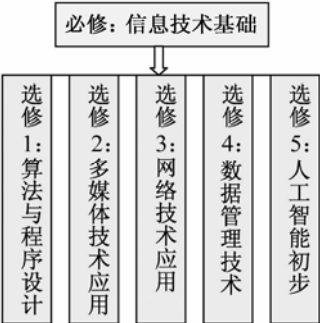 必修：信息技术基础
选修1：算法与程序设计
选修2：多媒体技术应用
选修3：网络技术应用
选修4：数据管理技术
选修5：人工智能初步